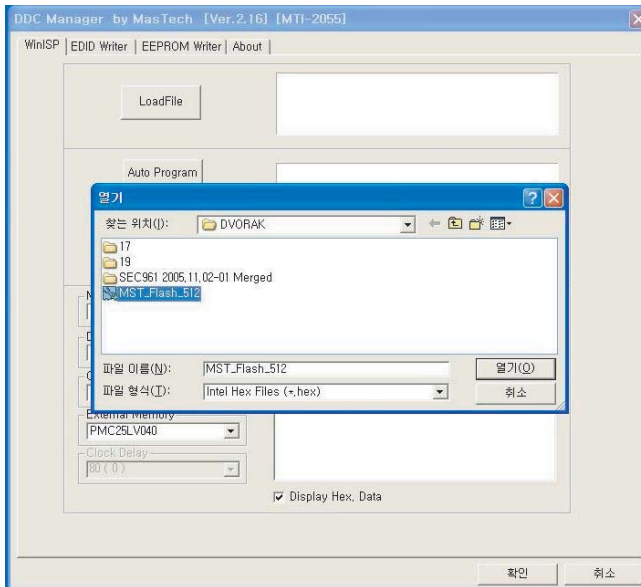 DDC Manager by MasTech [Ver.2.16] [MTI-2055]
WinISP EDID Writer EEPROM Writer About
LoadFile
Auto Program
열기
찾는 위치(I): DVORAK
17
19
SEC961 2005,11,02-01 Merged
MST_Flash_512
파일 이름(N): MST_Flash_512 열기(O)
파일 형식(T): Intel Hex Files (*,hex) 취소
External Memory
PMC25LV040
Clock Delay
80 ( 0 )
Display Hex, Data
확인 취소